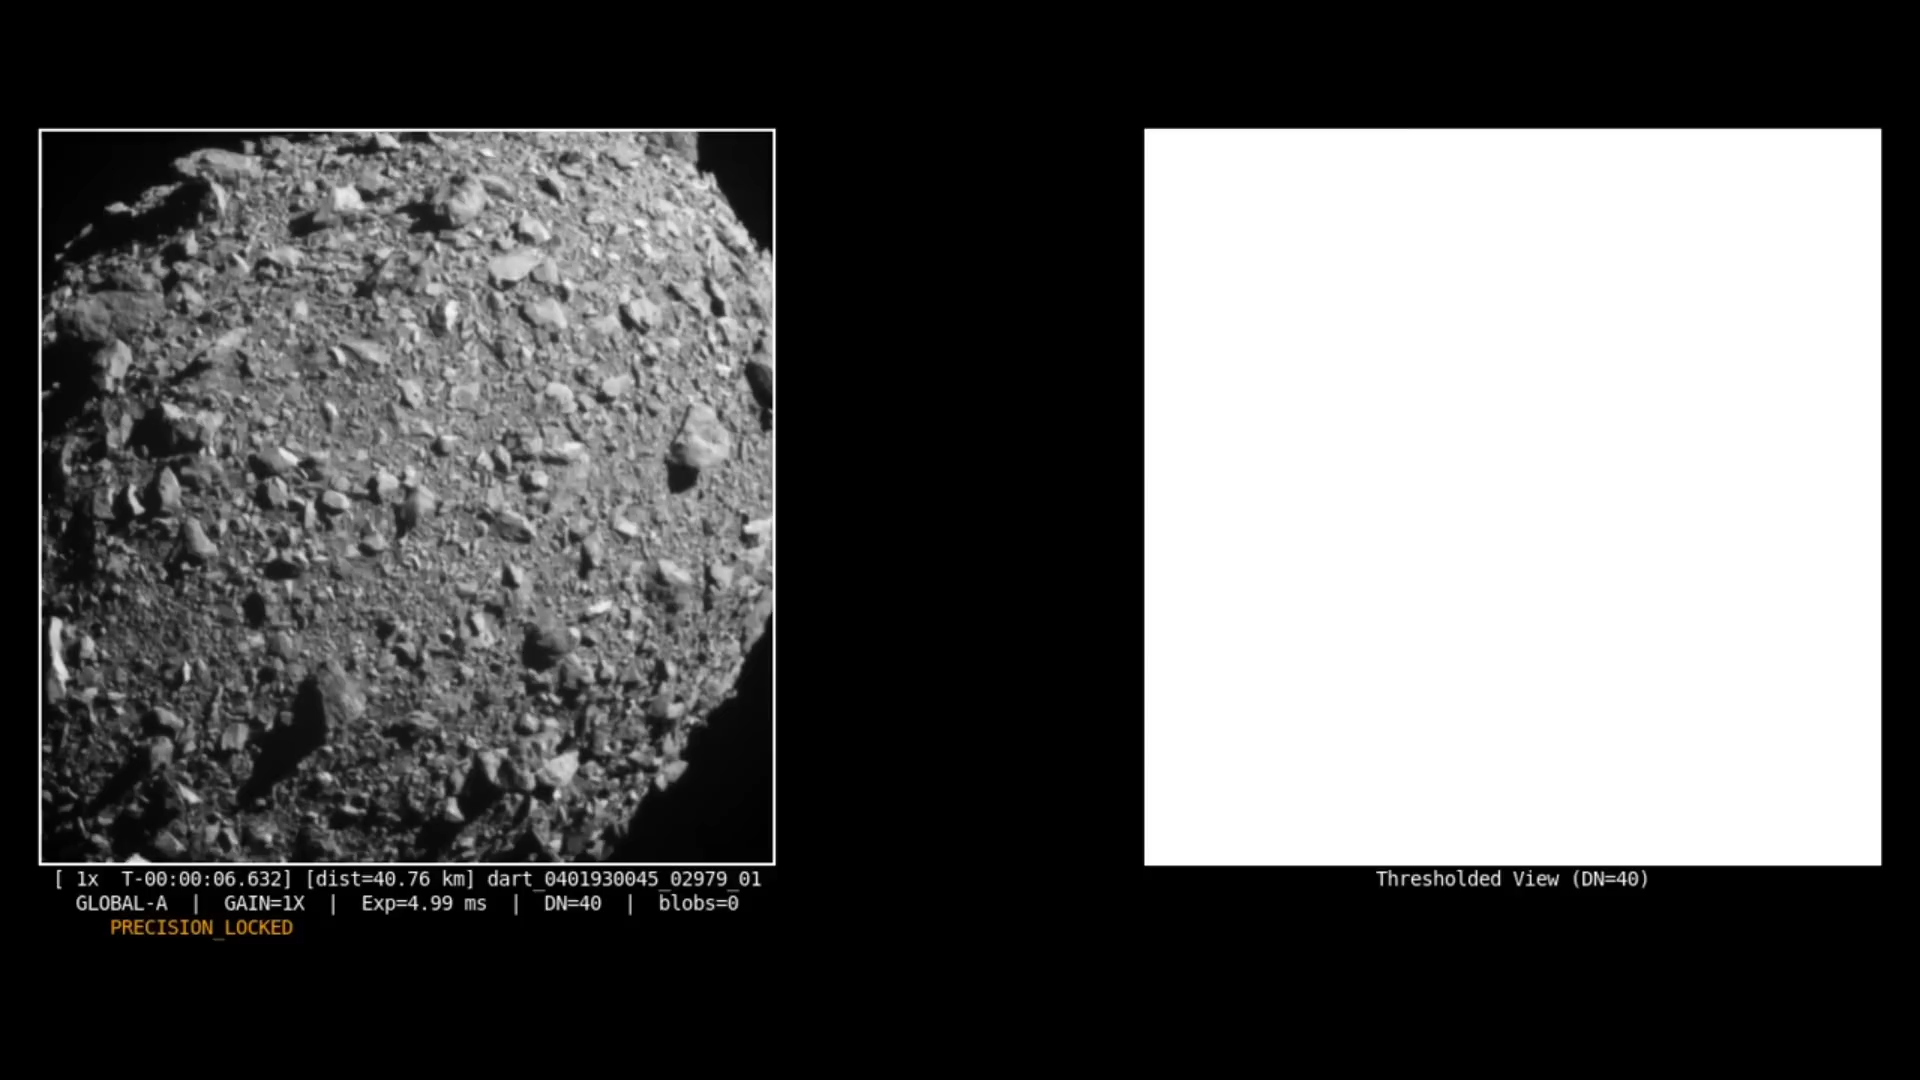 [ 1x  T-00:00:06.632] [dist=40.76 km] dart_0401930045_02979_01
GLOBAL-A  |  GAIN=1X  |  Exp=4.99 ms  |  DN=40  |  blobs=0
PRECISION_LOCKED
Thresholded View (DN=40)